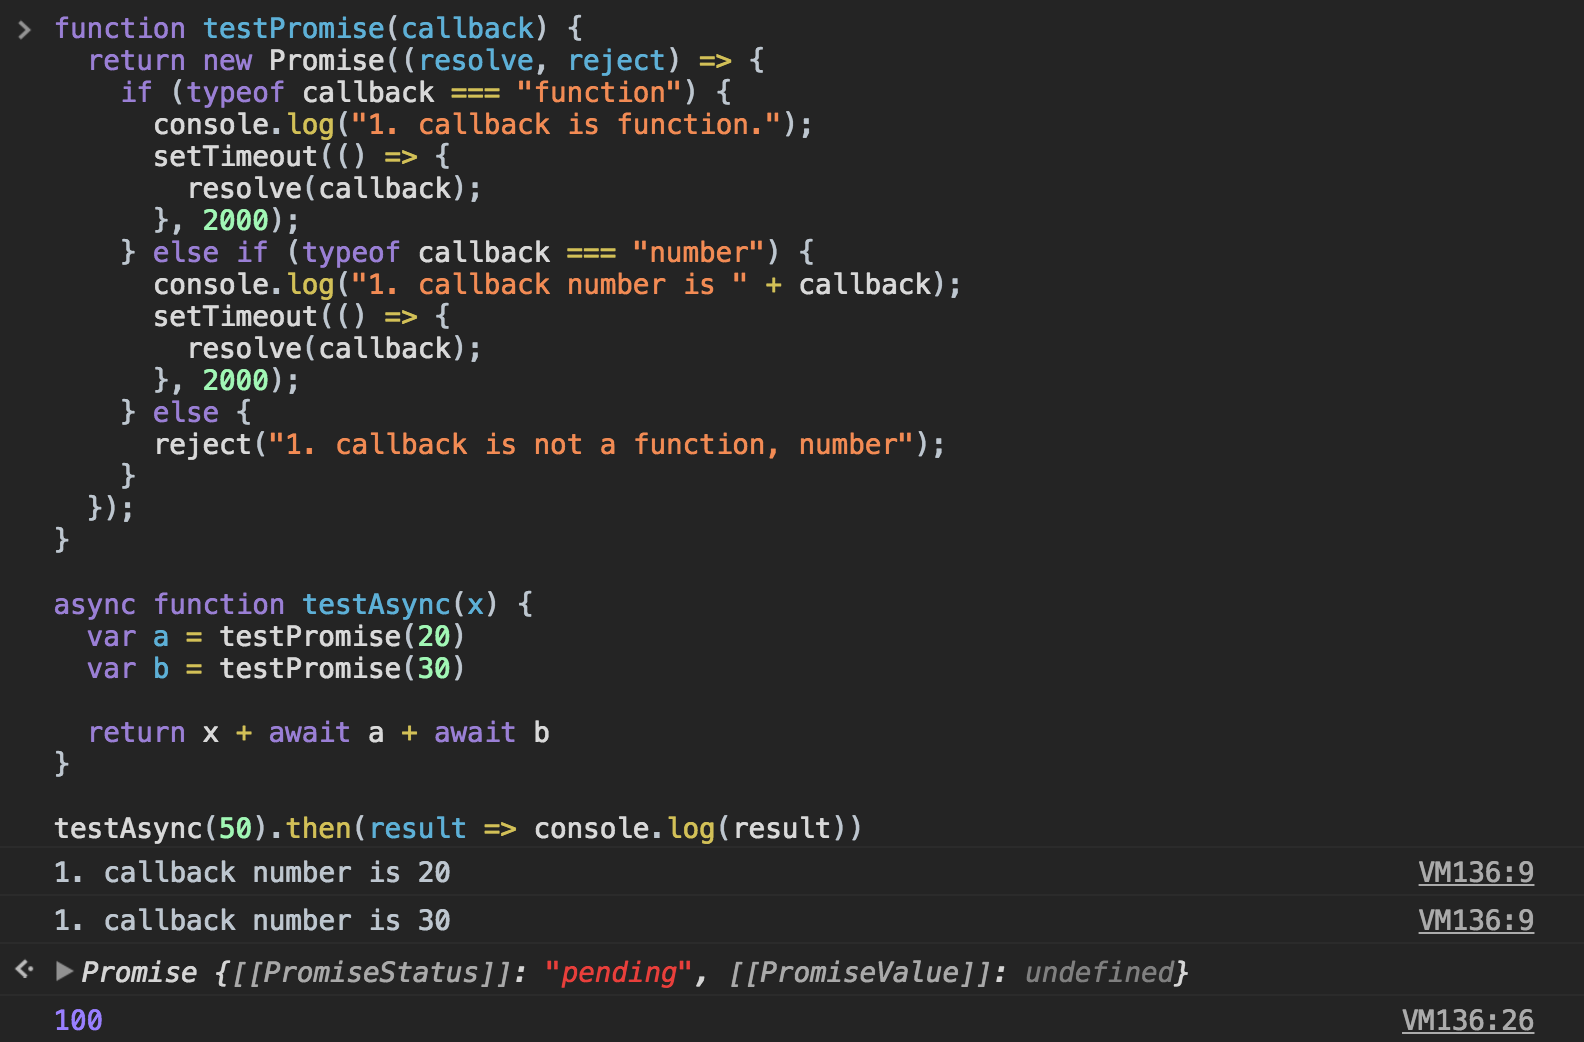 function testPromise(callback) {
  return new Promise((resolve, reject) => {
    if (typeof callback === "function") {
      console.log("1. callback is function.");
      setTimeout(() => {
        resolve(callback);
      }, 2000);
    } else if (typeof callback === "number") {
      console.log("1. callback number is " + callback);
      setTimeout(() => {
        resolve(callback);
      }, 2000);
    } else {
      reject("1. callback is not a function, number");
    }
  });
}
async function testAsync(x) {
  var a = testPromise(20)
  var b = testPromise(30)
  return x + await a + await b
}
testAsync(50).then(result => console.log(result))
1. callback number is 20 VM136:9
1. callback number is 30 VM136:9
Promise {[[PromiseStatus]]: "pending", [[PromiseValue]]: undefined}
100 VM136:26